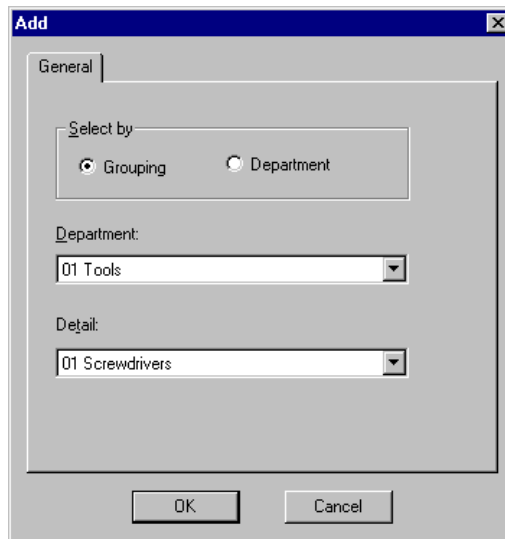 Add
General
Select by
Grouping Department
Department:
01 Tools
Detail:
01 Screwdrivers
OK Cancel